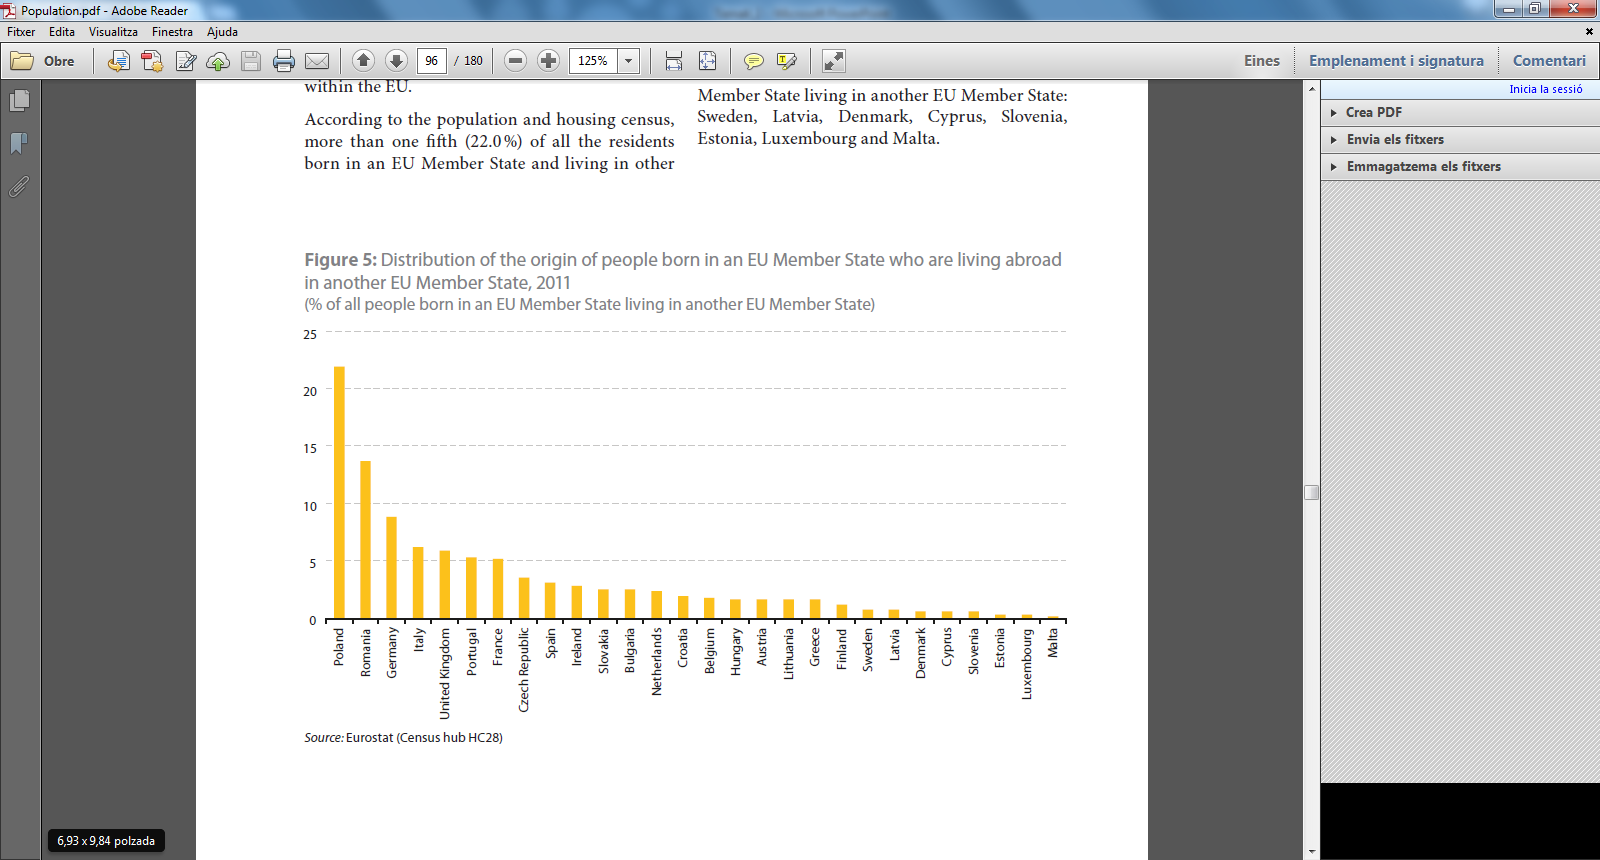 Population.pdf - Adobe Reader
Fitxer Edita Visualitza Finestra Ajuda
Obre 96 / 180 125% Eines Emplenament i signatura Comentari
Inicia la sessió
Crea PDF
Envia els fitxers
Emmagatzema els fitxers
within the EU.
According to the population and housing census,
more than one fifth (22.0 %) of all the residents
born in an EU Member State and living in other
Member State living in another EU Member State:
Sweden, Latvia, Denmark, Cyprus, Slovenia,
Estonia, Luxembourg and Malta.
Figure 5: Distribution of the origin of people born in an EU Member State who are living abroad
in another EU Member State, 2011
(% of all people born in an EU Member State living in another EU Member State)
25
20
15
10
5
0
Poland
Romania
Germany
Italy
United Kingdom
Portugal
France
Czech Republic
Spain
Ireland
Slovakia
Bulgaria
Netherlands
Croatia
Belgium
Hungary
Austria
Lithuania
Greece
Finland
Sweden
Latvia
Denmark
Cyprus
Slovenia
Estonia
Luxembourg
Malta
Source: Eurostat (Census hub HC28)
6,93 x 9,84 polzada